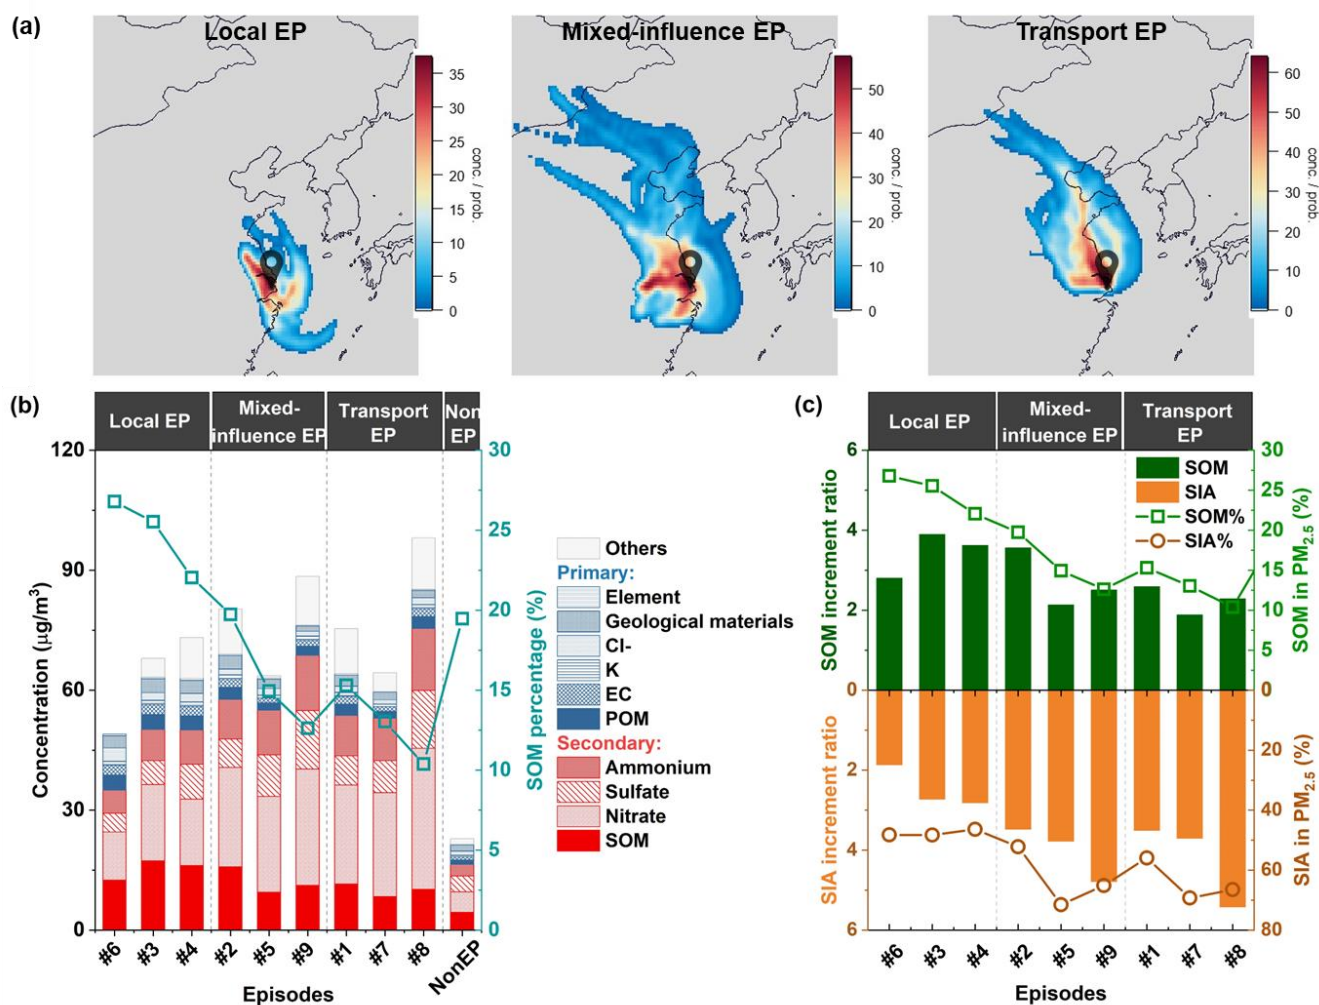 (a)
Local EP
Mixed-influence EP
Transport EP
35
30
25
20
15
10
5
0
conc. / prob.
50
40
30
20
10
0
conc. / prob.
60
50
40
30
20
10
0
conc. / prob.
(b)
Local EP
Mixed-
influence EP
Transport
EP
Non
EP
120
90
60
30
0
Concentration (μg/m³)
30
25
20
15
10
5
0
SOM percentage (%)
#6
#3
#4
#2
#5
#9
#1
#7
#8
NonEP
Episodes
Others
Primary:
Element
Geological materials
Cl-
K
EC
POM
Secondary:
Ammonium
Sulfate
Nitrate
SOM
(c)
Local EP
Mixed-
influence EP
Transport
EP
SOM
SIA
SOM%
SIA%
6
4
2
0
2
4
6
SOM increment ratio
SIA increment ratio
30
25
20
15
10
5
0
20
40
60
80
SOM in PM₂.₅ (%)
SIA in PM₂.₅ (%)
#6
#3
#4
#2
#5
#9
#1
#7
#8
Episodes